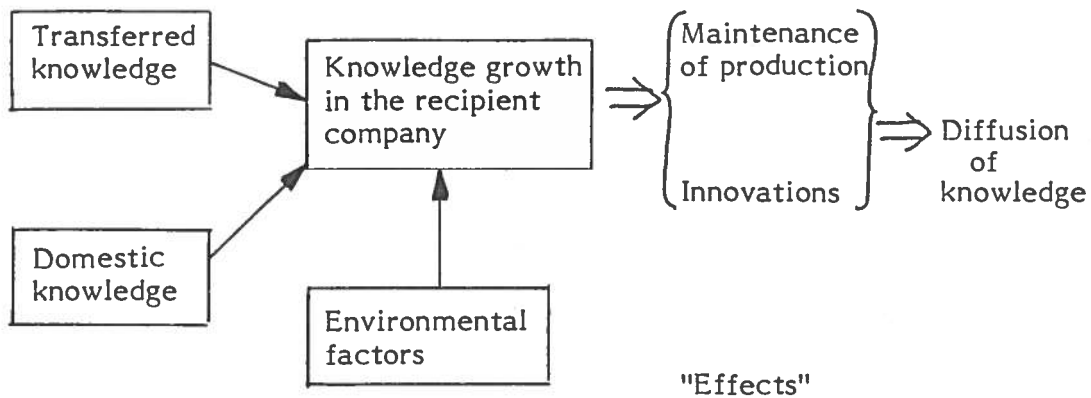 Transferred
knowledge
Knowledge growth
in the recipient
company
Maintenance
of production
Innovations
Diffusion
of
knowledge
Domestic
knowledge
Environmental
factors
"Effects"